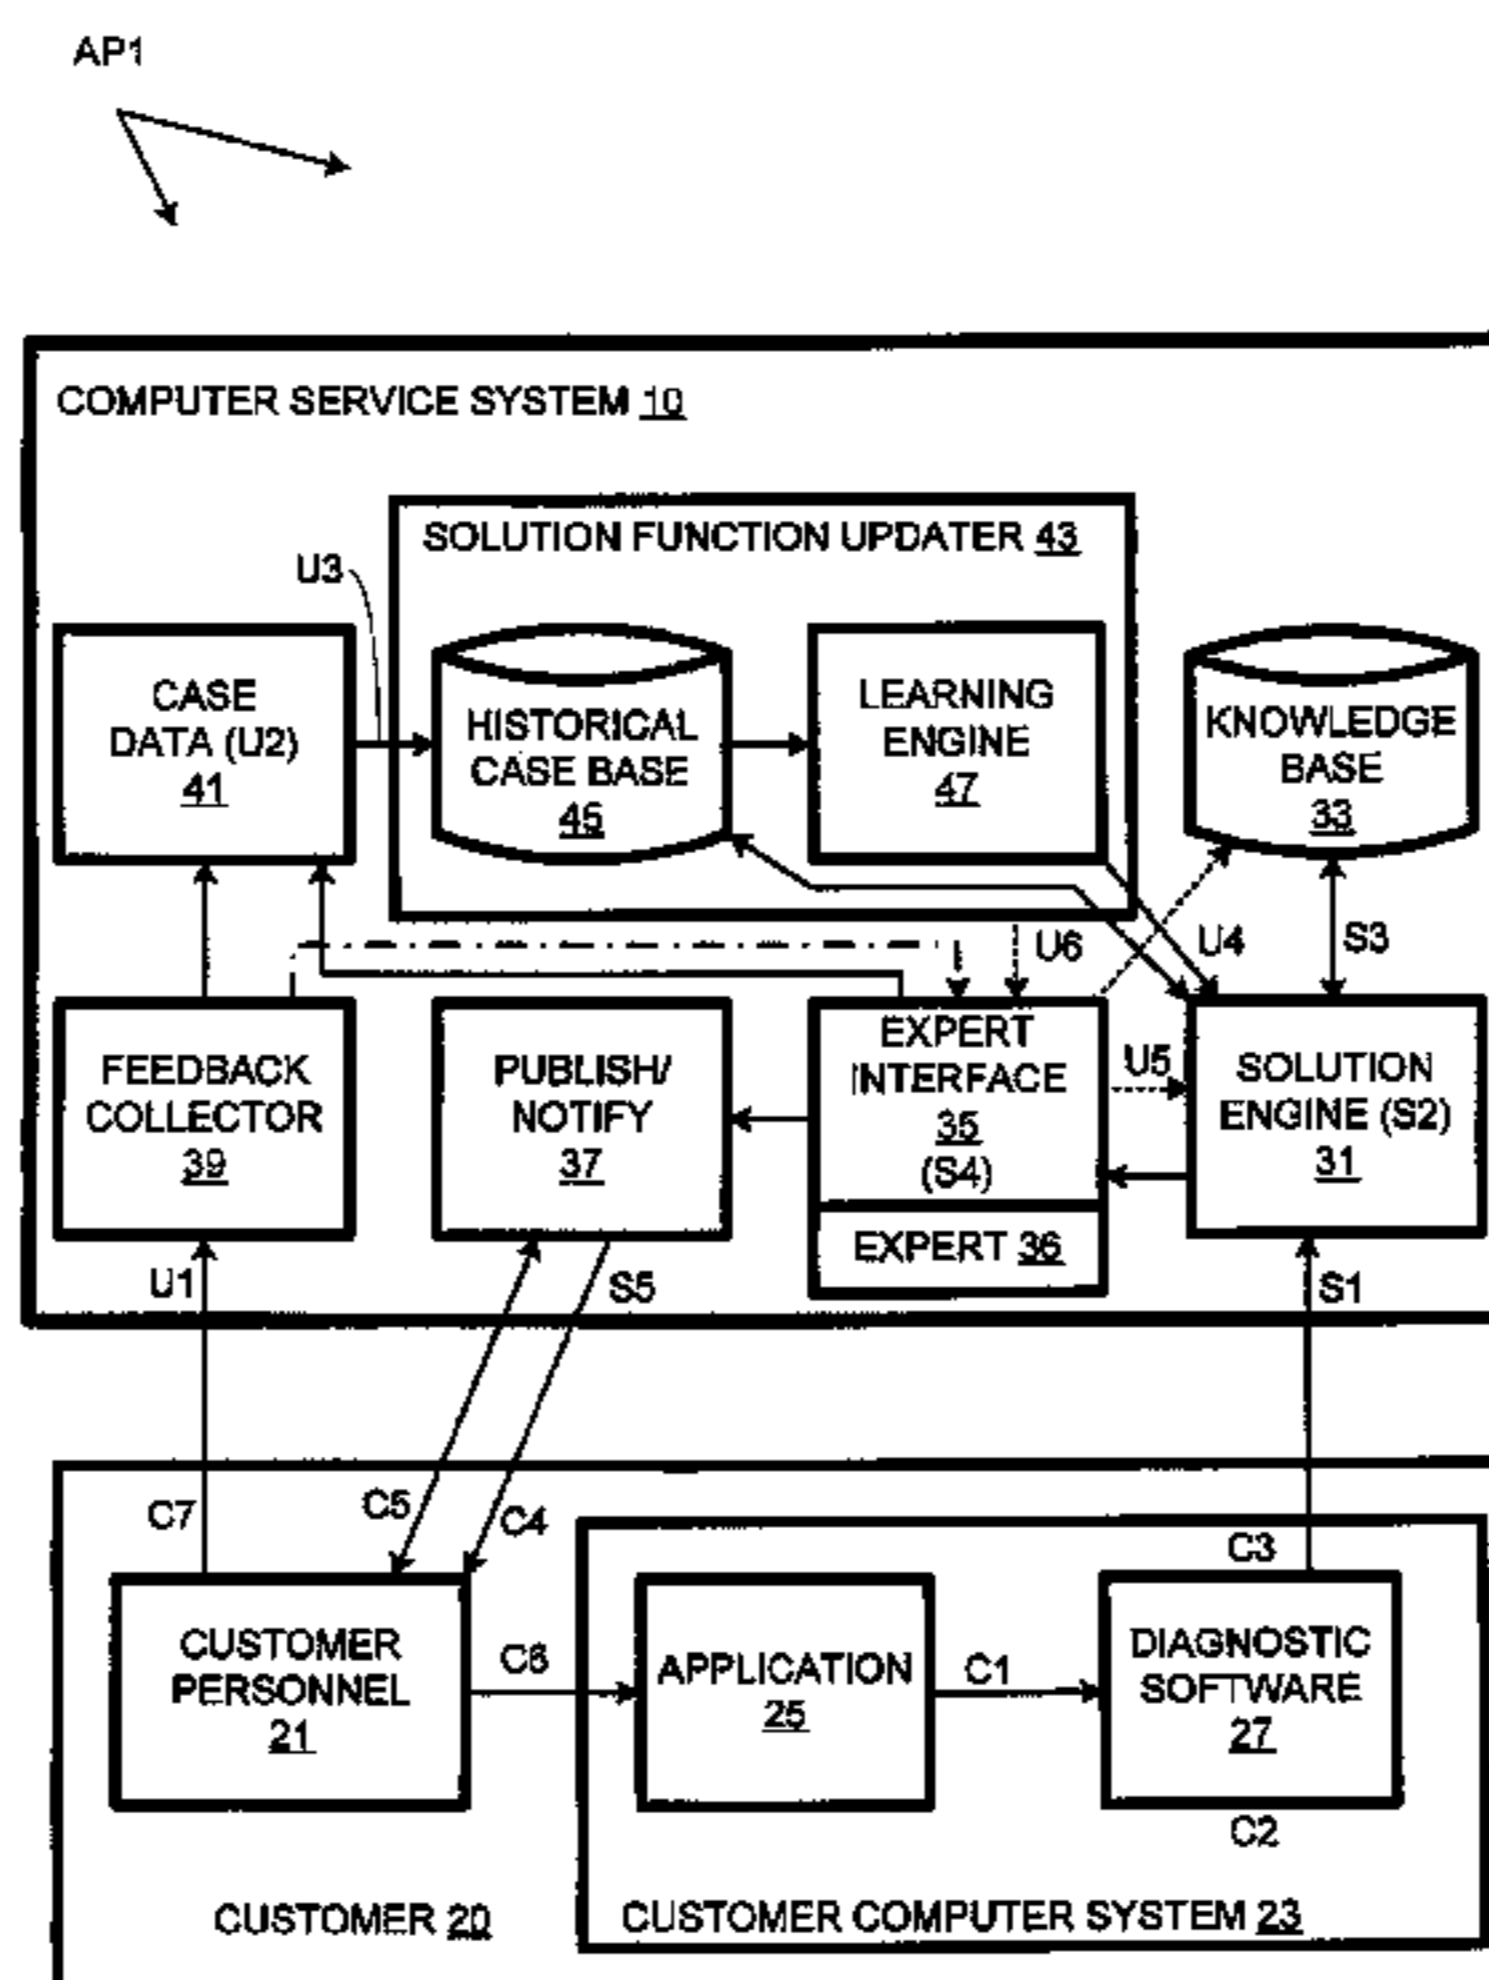 AP1
COMPUTER SERVICE SYSTEM 10
SOLUTION FUNCTION UPDATER 43
U3
CASE
DATA (U2)
41
HISTORICAL
CASE BASE
45
LEARNING
ENGINE
47
KNOWLEDGE
BASE
33
U6
U4
S3
FEEDBACK
COLLECTOR
39
PUBLISH/
NOTIFY
37
EXPERT
INTERFACE
35
(S4)
EXPERT 36
U5
SOLUTION
ENGINE (S2)
31
U1
S5
S1
C7
C5
C4
C3
CUSTOMER
PERSONNEL
21
C6
APPLICATION
25
C1
DIAGNOSTIC
SOFTWARE
27
C2
CUSTOMER 20
CUSTOMER COMPUTER SYSTEM 23